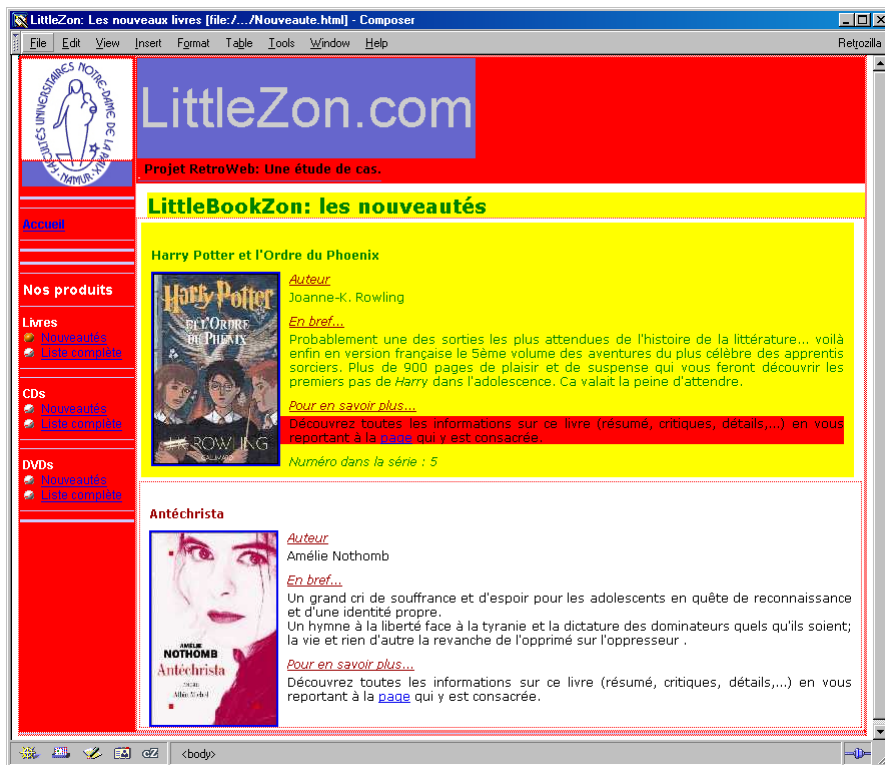 LittleZon: Les nouveaux livres [file:/.../Nouveaute.html] - Composer
File Edit View Insert Format Table Tools Window Help Retrozilla
FACULTÉS UNIVERSITAIRES NOTRE-DAME DE LA PAIX
NAMUR
LittleZon.com
Projet RetroWeb: Une étude de cas.
Accueil
Nos produits
Livres
Nouveautés
Liste complète
CDs
Nouveautés
Liste complète
DVDs
Nouveautés
Liste complète
LittleBookZon: les nouveautés
Harry Potter et l'Ordre du Phoenix
Harry Potter
ET L'ORDRE
DU PHÉNIX
J.K. ROWLING
GALLIMARD
Auteur
Joanne-K. Rowling
En bref...
Probablement une des sorties les plus attendues de l'histoire de la littérature... voilà
enfin en version française le 5ème volume des aventures du plus célèbre des apprentis
sorciers. Plus de 900 pages de plaisir et de suspense qui vous feront découvrir les
premiers pas de Harry dans l'adolescence. Ca valait la peine d'attendre.
Pour en savoir plus...
Découvrez toutes les informations sur ce livre (résumé, critiques, détails,...) en vous
reportant à la page qui y est consacrée.
Numéro dans la série : 5
Antéchrista
AMÉLIE
NOTHOMB
Antéchrista
roman
Albin Michel
Auteur
Amélie Nothomb
En bref...
Un grand cri de souffrance et d'espoir pour les adolescents en quête de reconnaissance
et d'une identité propre.
Un hymne à la liberté face à la tyranie et la dictature des dominateurs quels qu'ils soient;
la vie et rien d'autre la revanche de l'opprimé sur l'oppresseur .
Pour en savoir plus...
Découvrez toutes les informations sur ce livre (résumé, critiques, détails,...) en vous
reportant à la page qui y est consacrée.
<body>